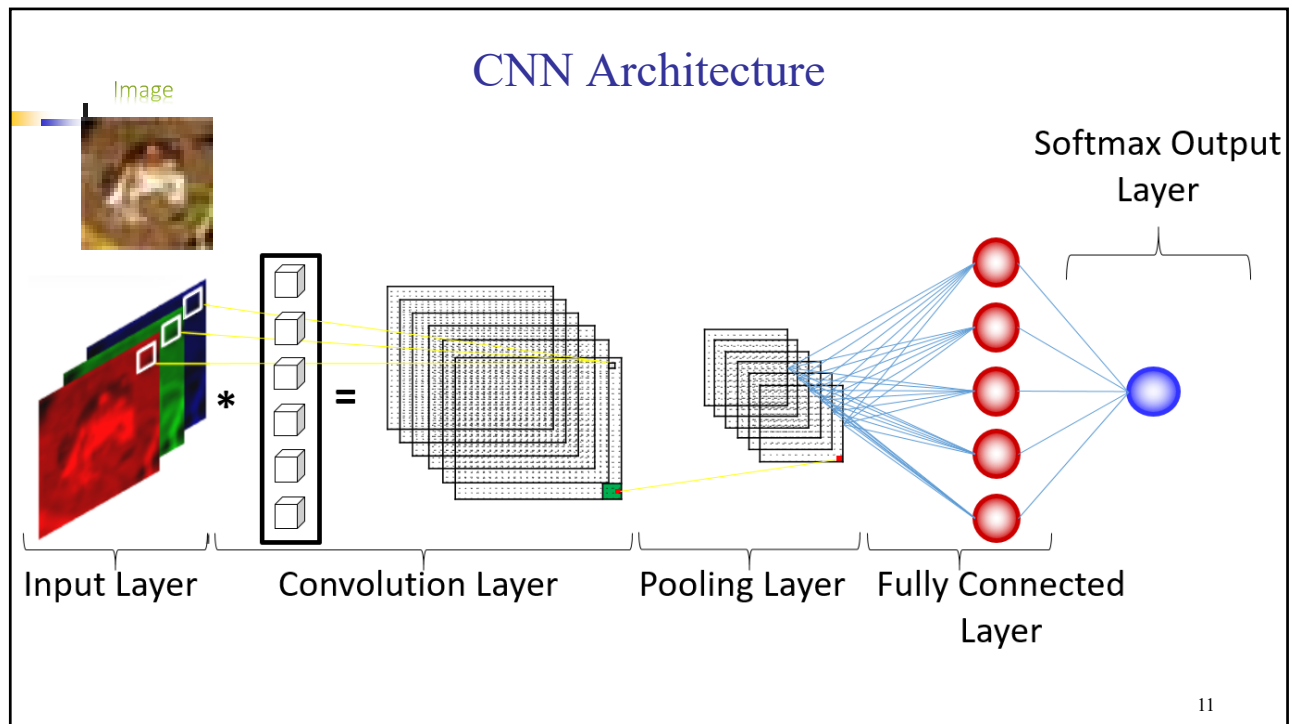 CNN Architecture
Image
Softmax Output
Layer
*
=
Input Layer
Convolution Layer
Pooling Layer
Fully Connected
Layer
11